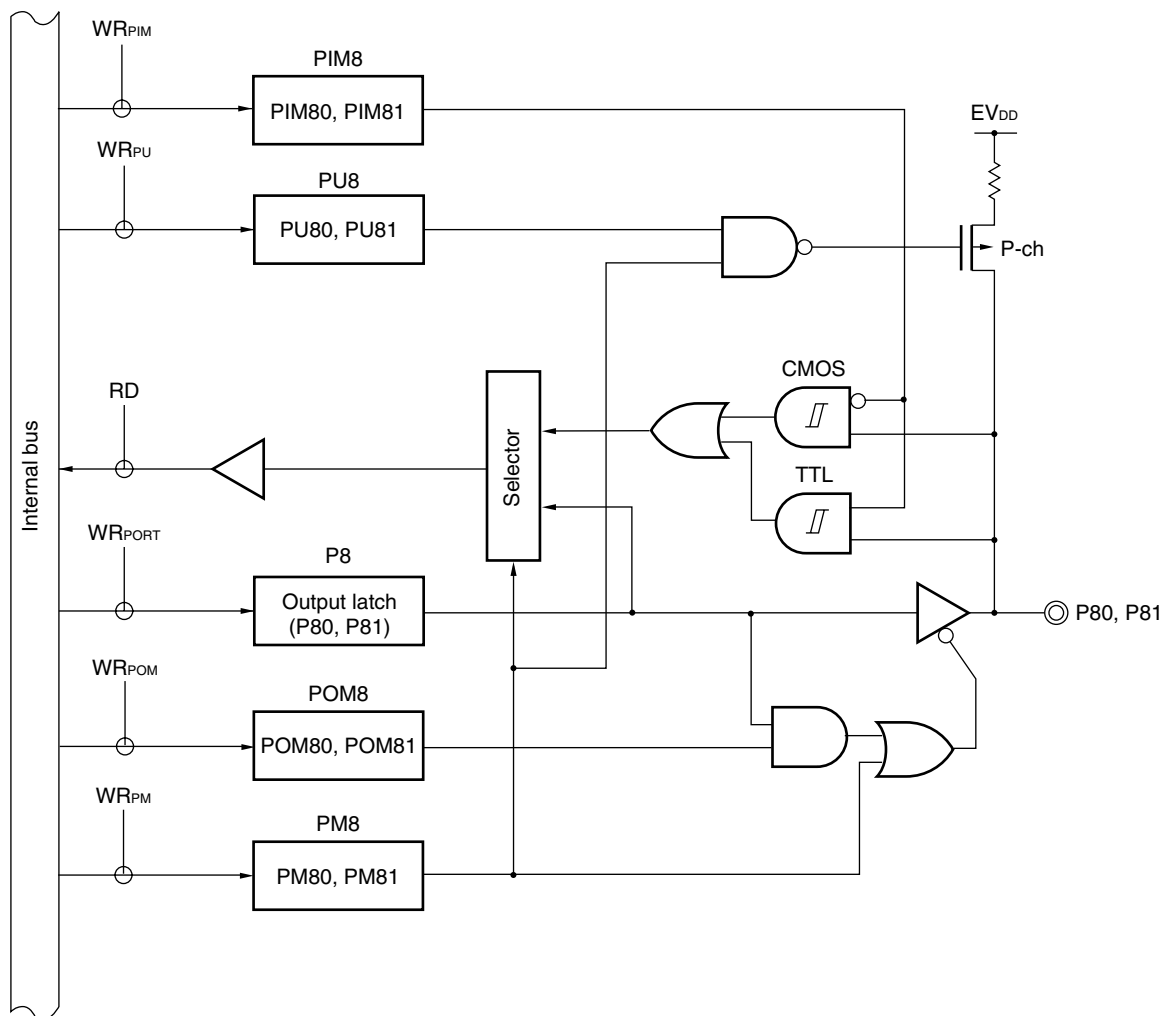 WRPIM
PIM8
PIM80, PIM81
EVDD
WRPU
PU8
PU80, PU81
P-ch
CMOS
RD
Selector
TTL
Internal bus
WRPORT
P8
Output latch
(P80, P81)
P80, P81
WRPOM
POM8
POM80, POM81
WRPM
PM8
PM80, PM81